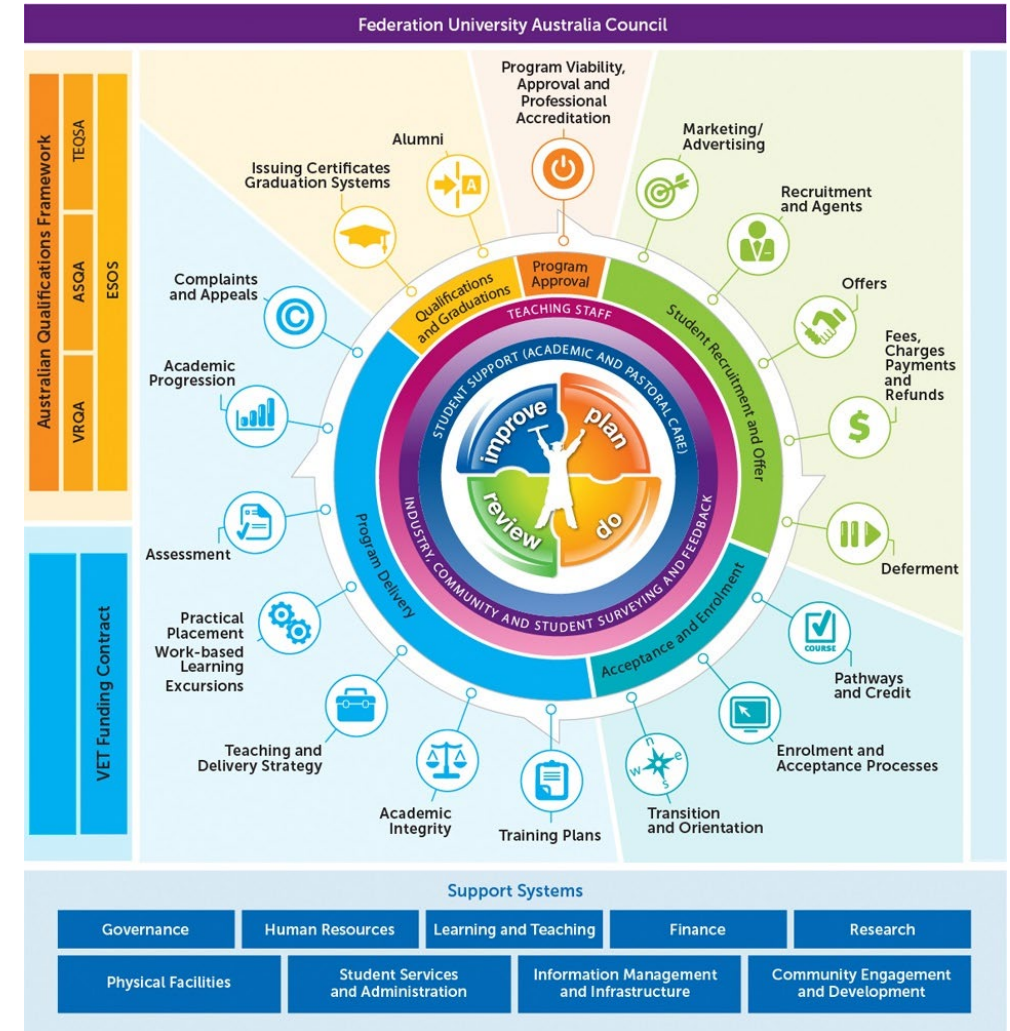 Federation University Australia Council
Australian Qualifications Framework
TEQSA
ASQA
VRQA
ESOS
VET Funding Contract
Program Viability,
Approval and
Professional
Accreditation
Marketing/
Advertising
Recruitment
and Agents
Offers
Fees,
Charges
Payments
and
Refunds
Deferment
Pathways
and Credit
COURSE
Enrolment and
Acceptance Processes
Transition
and Orientation
n
e
s
w
Training Plans
Academic
Integrity
Teaching and
Delivery Strategy
Practical
Placement
Work-based
Learning
Excursions
Assessment
Academic
Progression
Complaints
and Appeals
C
Issuing Certificates
Graduation Systems
Alumni
A
Program
Approval
Student Recruitment and Offer
Acceptance and Enrolment
Program Delivery
Qualifications
and Graduations
TEACHING STAFF
INDUSTRY, COMMUNITY AND STUDENT SURVEYING AND FEEDBACK
STUDENT SUPPORT (ACADEMIC AND PASTORAL CARE)
improve
plan
do
review
$
Support Systems
Governance
Human Resources
Learning and Teaching
Finance
Research
Physical Facilities
Student Services
and Administration
Information Management
and Infrastructure
Community Engagement
and Development